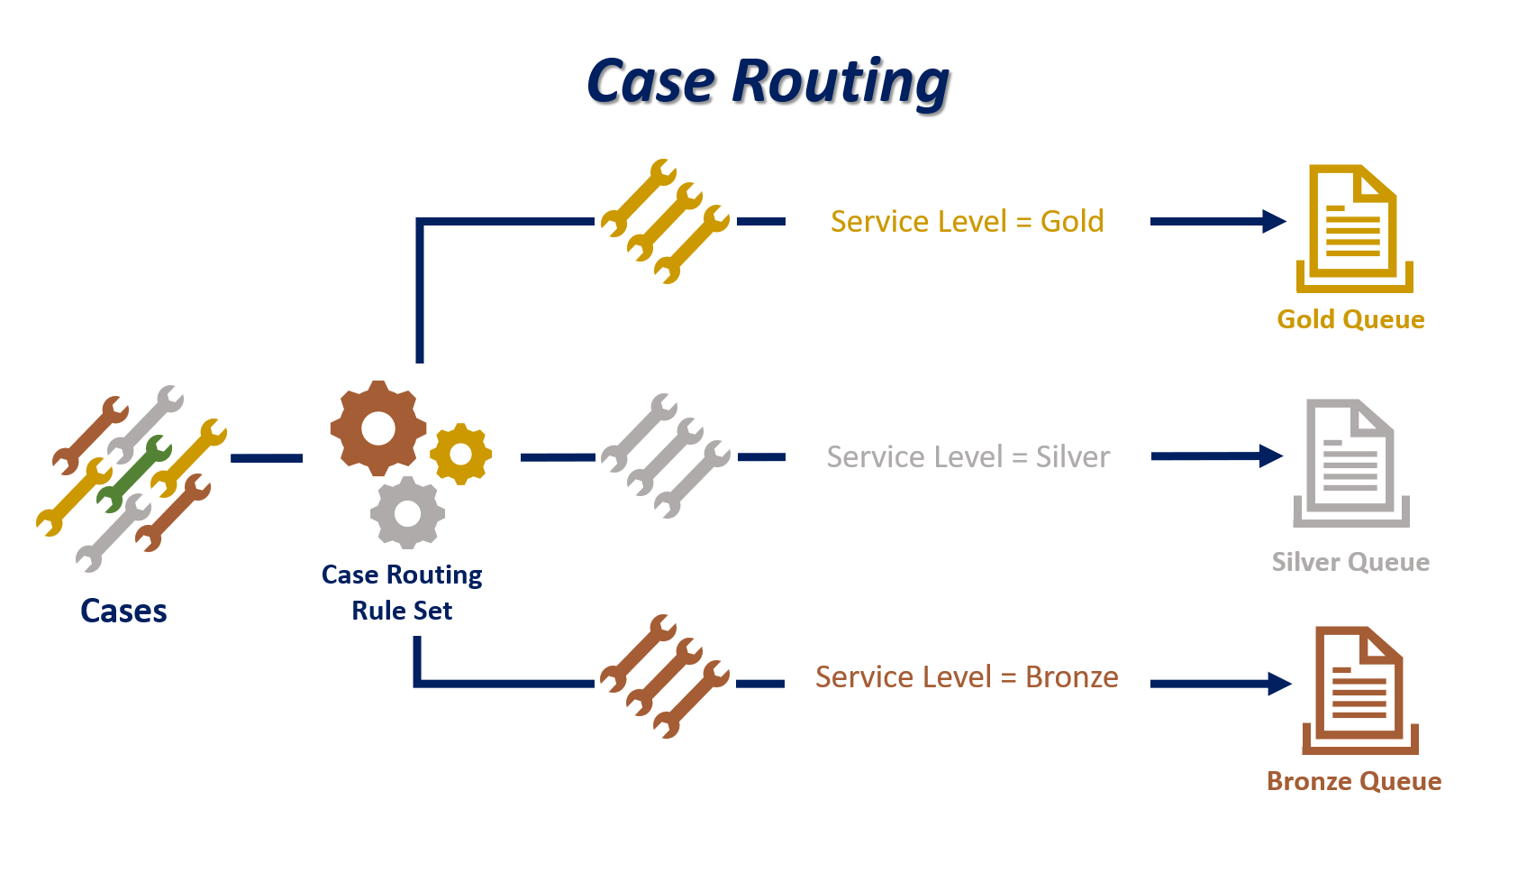 Case Routing
Service Level = Gold
Gold Queue
Service Level = Silver
Silver Queue
Cases
Case Routing
Rule Set
Service Level = Bronze
Bronze Queue